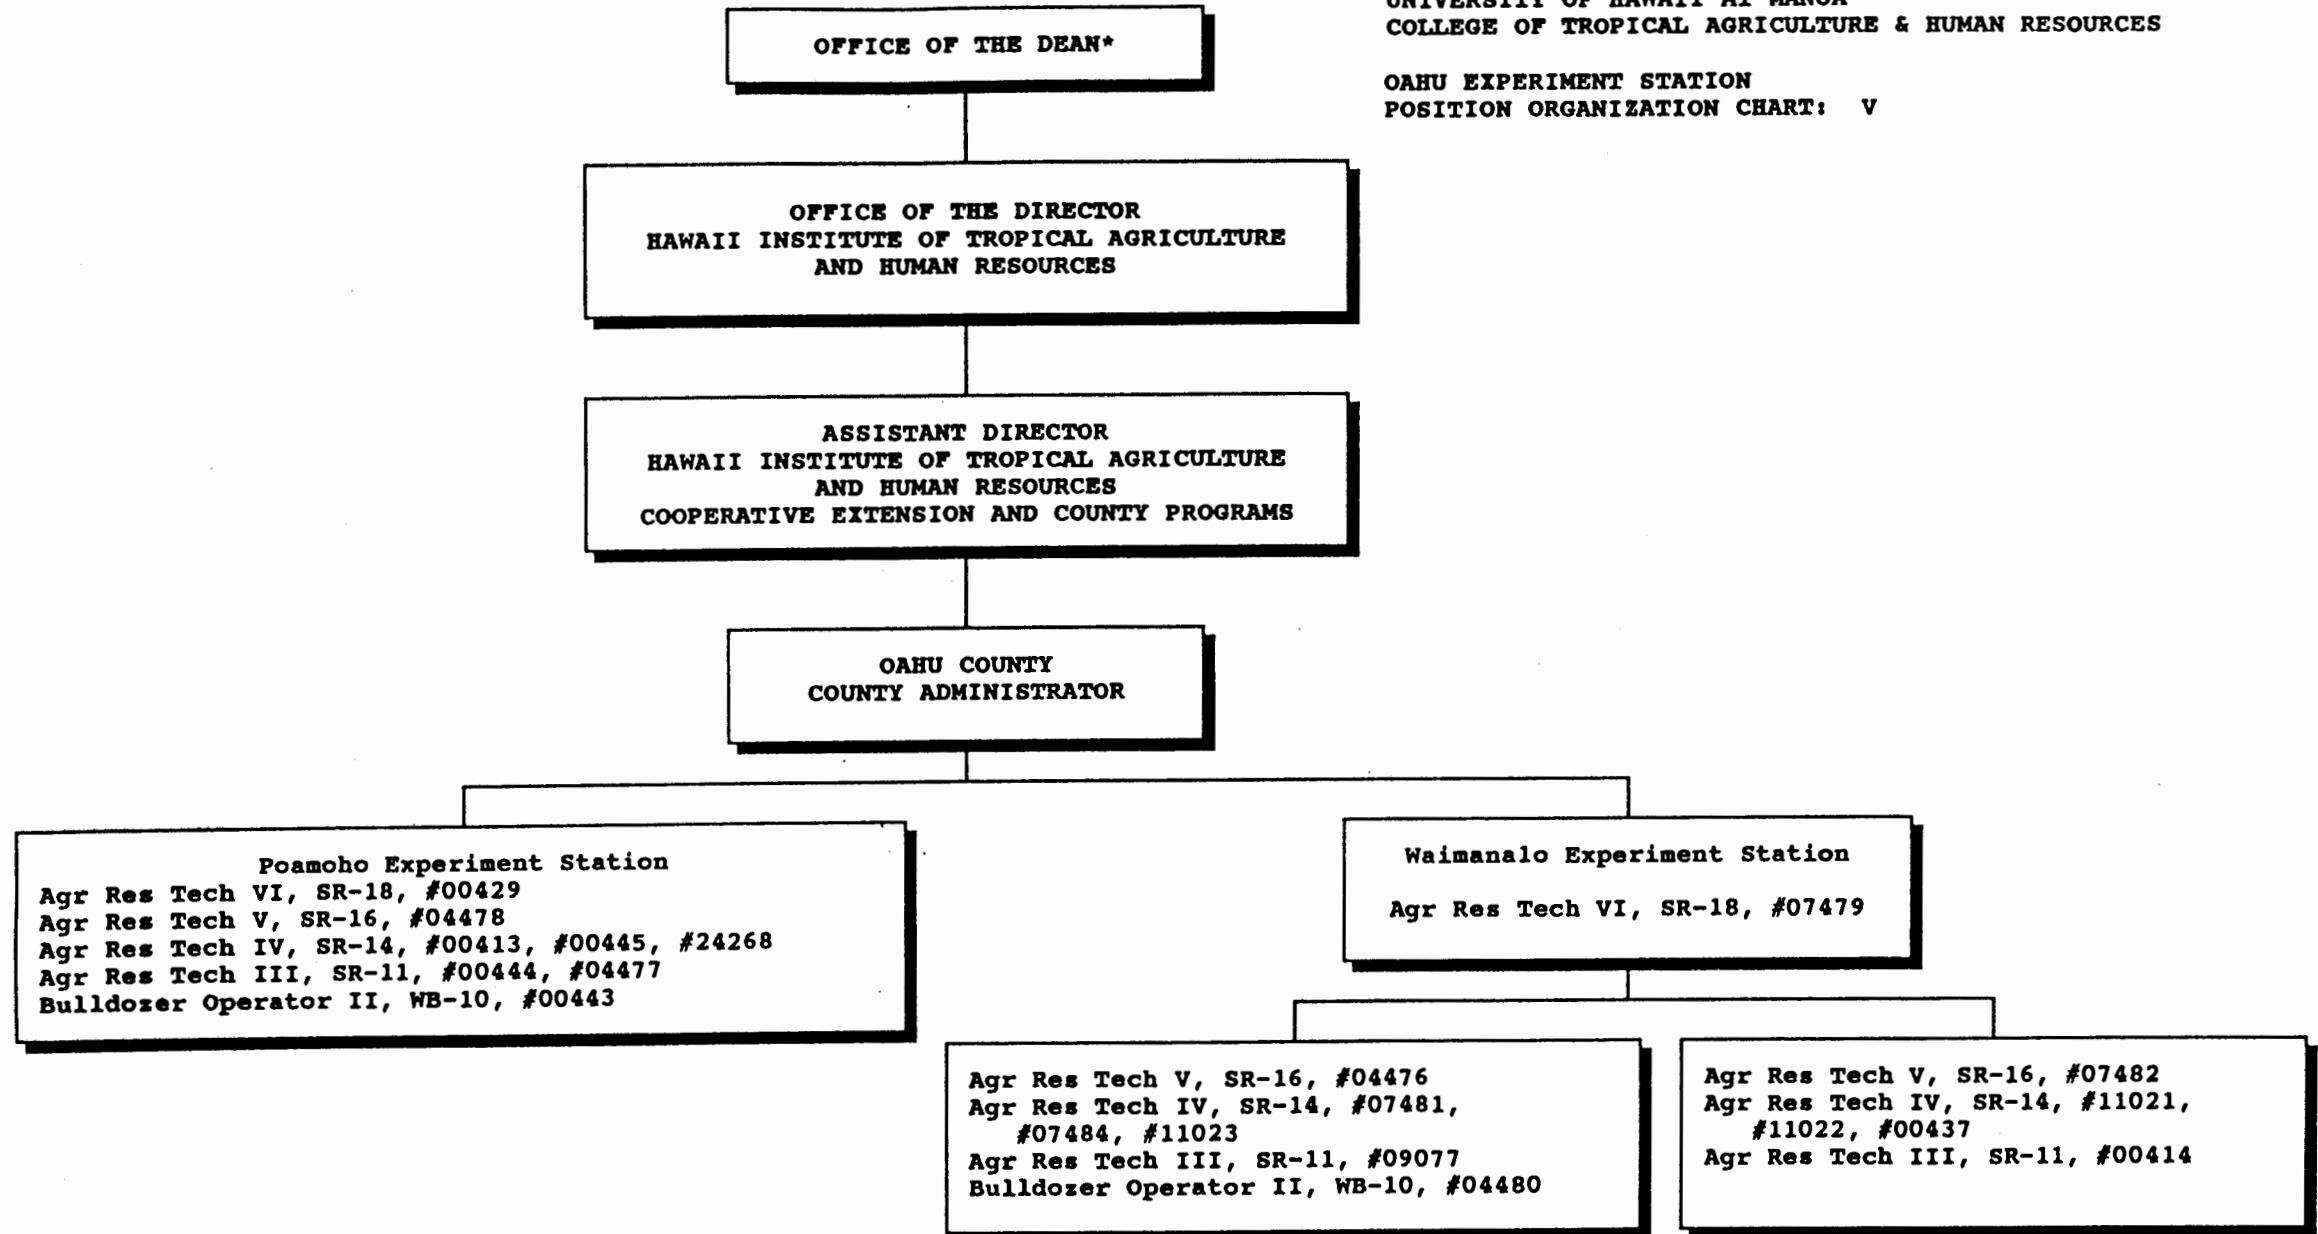 UNIVERSITY OF HAWAII AT MANOA
COLLEGE OF TROPICAL AGRICULTURE & HUMAN RESOURCES
OAHU EXPERIMENT STATION
POSITION ORGANIZATION CHART: V
OFFICE OF THE DEAN*
OFFICE OF THE DIRECTOR
HAWAII INSTITUTE OF TROPICAL AGRICULTURE
AND HUMAN RESOURCES
ASSISTANT DIRECTOR
HAWAII INSTITUTE OF TROPICAL AGRICULTURE
AND HUMAN RESOURCES
COOPERATIVE EXTENSION AND COUNTY PROGRAMS
OAHU COUNTY
COUNTY ADMINISTRATOR
Poamoho Experiment Station
Agr Res Tech VI, SR-18, #00429
Agr Res Tech V, SR-16, #04478
Agr Res Tech IV, SR-14, #00413, #00445, #24268
Agr Res Tech III, SR-11, #00444, #04477
Bulldozer Operator II, WB-10, #00443
Waimanalo Experiment Station
Agr Res Tech VI, SR-18, #07479
Agr Res Tech V, SR-16, #04476
Agr Res Tech IV, SR-14, #07481,
#07484, #11023
Agr Res Tech III, SR-11, #09077
Bulldozer Operator II, WB-10, #04480
Agr Res Tech V, SR-16, #07482
Agr Res Tech IV, SR-14, #11021,
#11022, #00437
Agr Res Tech III, SR-11, #00414